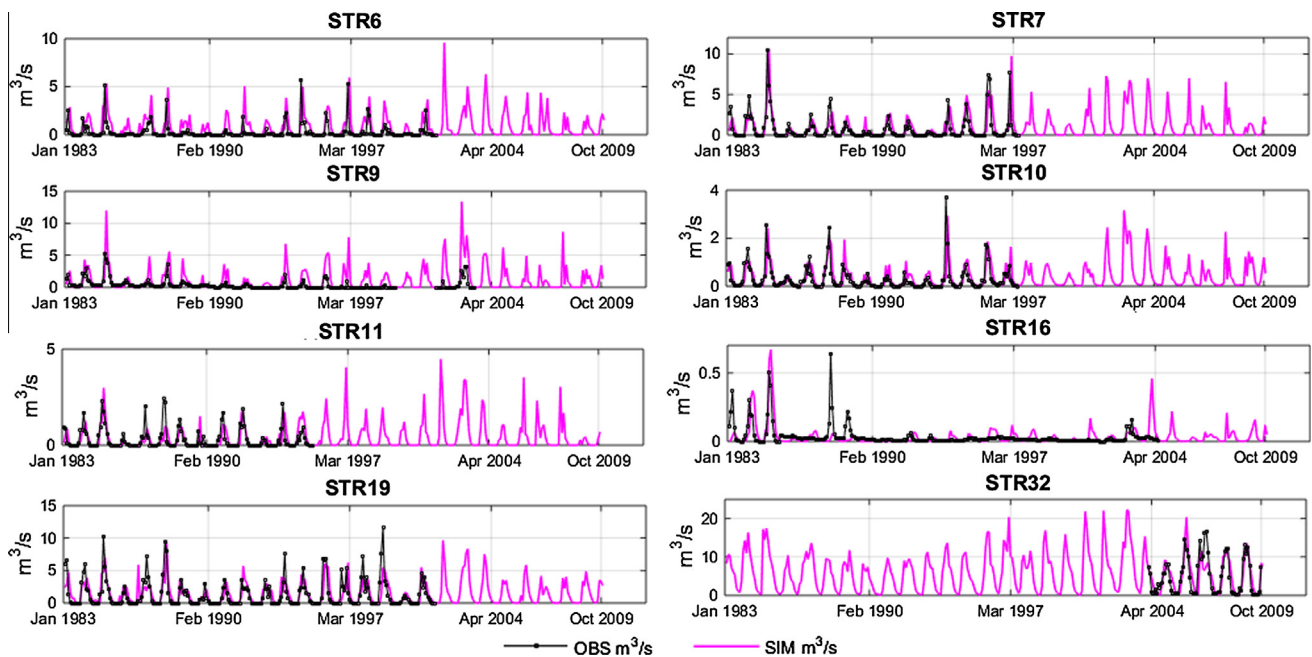 STR6
m³/s
10
5
0
Jan 1983 Feb 1990 Mar 1997 Apr 2004 Oct 2009
STR7
m³/s
10
5
0
Jan 1983 Feb 1990 Mar 1997 Apr 2004 Oct 2009
STR9
m³/s
15
10
5
0
Jan 1983 Feb 1990 Mar 1997 Apr 2004 Oct 2009
STR10
m³/s
4
2
0
Jan 1983 Feb 1990 Mar 1997 Apr 2004 Oct 2009
STR11
m³/s
5
0
Jan 1983 Feb 1990 Mar 1997 Apr 2004 Oct 2009
STR16
m³/s
0.5
0
Jan 1983 Feb 1990 Mar 1997 Apr 2004 Oct 2009
STR19
m³/s
15
10
5
0
Jan 1983 Feb 1990 Mar 1997 Apr 2004 Oct 2009
STR32
m³/s
20
10
0
Jan 1983 Feb 1990 Mar 1997 Apr 2004 Oct 2009
OBS m³/s SIM m³/s